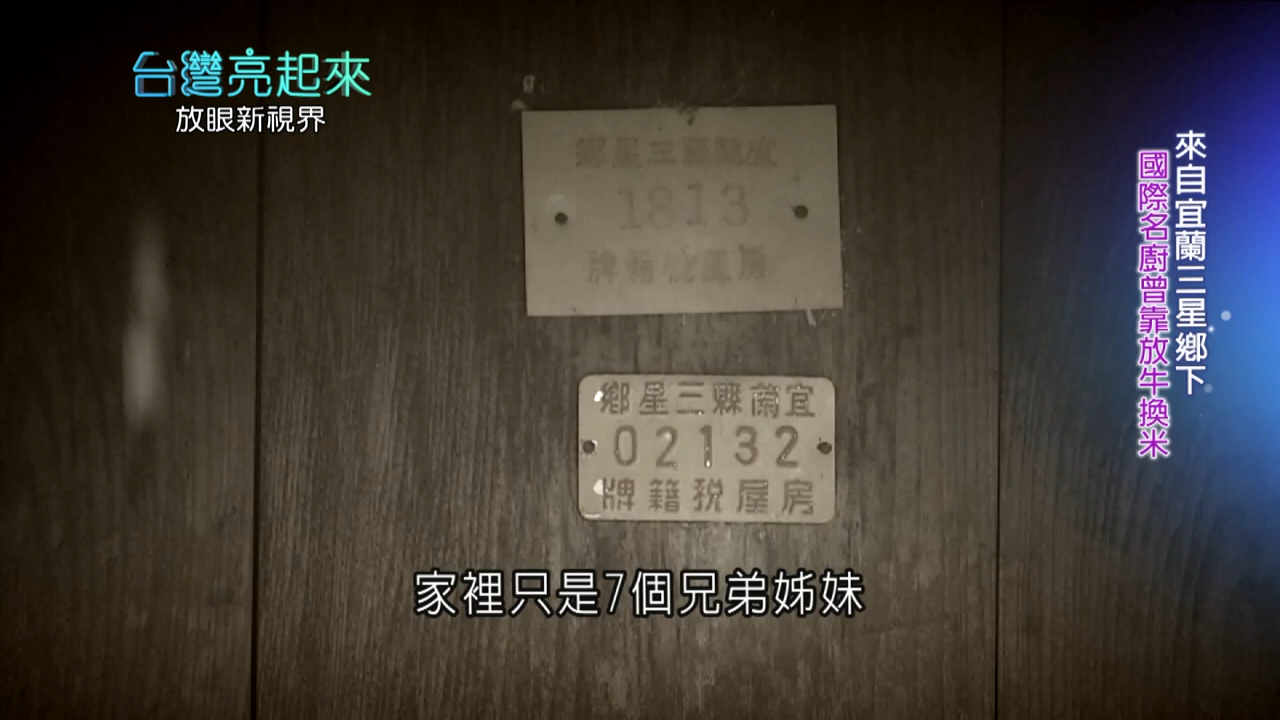 台灣亮起來
放眼新視界
來自宜蘭三星鄉下
國際名廚曾靠放牛換米
1813
鄉星三縣蘭宜
02132
牌籍稅屋房
家裡只是7個兄弟姊妹